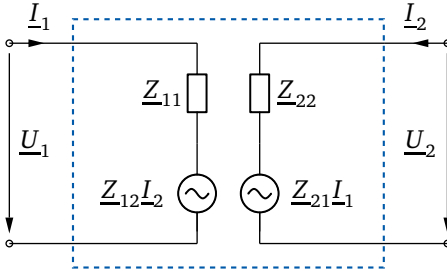 I₁ I₂
Z₁₁ Z₂₂
U₁ U₂
Z₁₂I₂ Z₂₁I₁